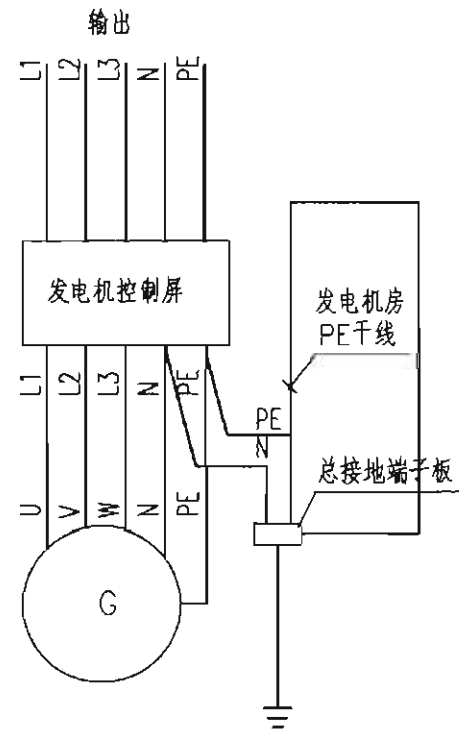 输出
L1 L2 L3 N PE
发电机控制屏
发电机房
PE干线
L1 L2 L3 N PE
PE
N
总接地端子板
U V W N PE
G